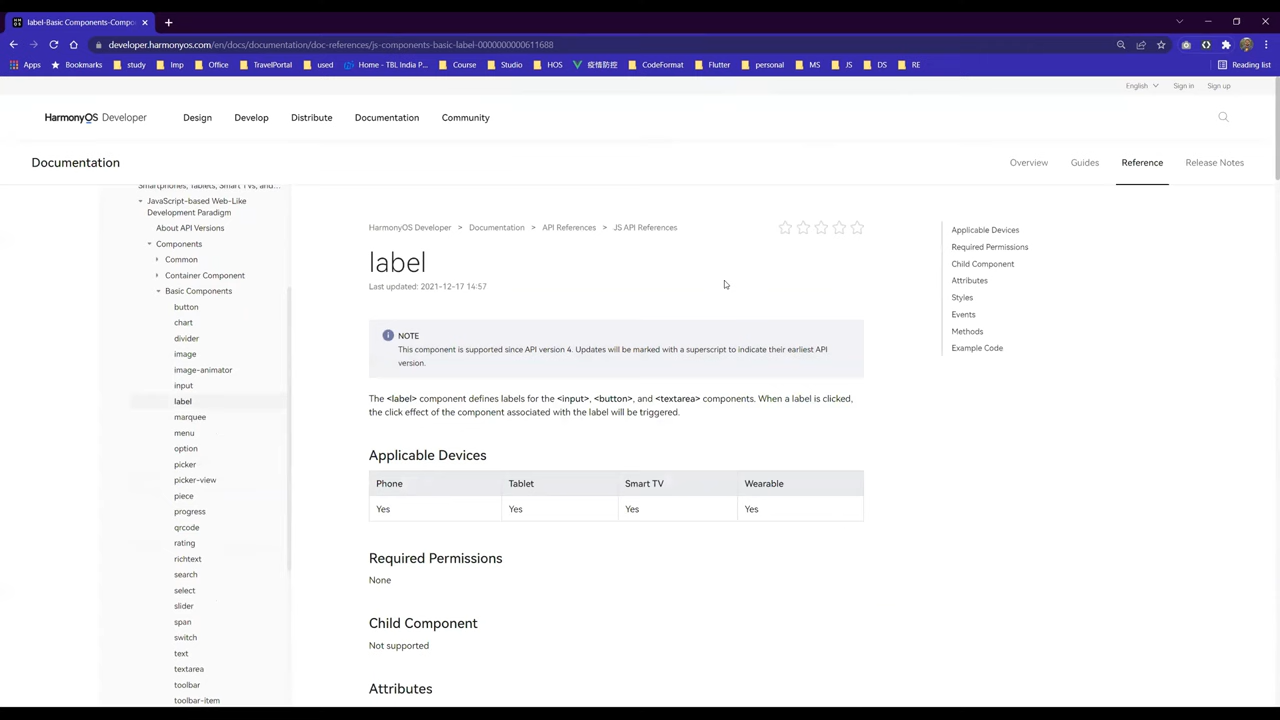 label-Basic Components-Compo
developer.harmonyos.com/en/docs/documentation/doc-references/js-components-basic-label-0000000000611688
Apps Bookmarks study Imp Office TravelPortal used Home - TBL India P... Course Studio HOS 疫情防控 CodeFormat Flutter personal MS JS DS RE Reading list
English Sign in Sign up
HarmonyOS Developer Design Develop Distribute Documentation Community
Documentation Overview Guides Reference Release Notes
Smartphones, Tablets, Smart TVs, and...
JavaScript-based Web-Like
Development Paradigm
About API Versions
Components
Common
Container Component
Basic Components
button
chart
divider
image
image-animator
input
label
marquee
menu
option
picker
picker-view
piece
progress
qrcode
rating
richtext
search
select
slider
span
switch
text
textarea
toolbar
toolbar-item
HarmonyOS Developer > Documentation > API References > JS API References
label
Last updated: 2021-12-17 14:57
NOTE
This component is supported since API version 4. Updates will be marked with a superscript to indicate their earliest API
version.
The <label> component defines labels for the <input>, <button>, and <textarea> components. When a label is clicked,
the click effect of the component associated with the label will be triggered.
Applicable Devices
Phone Tablet Smart TV Wearable
Yes Yes Yes Yes
Required Permissions
None
Child Component
Not supported
Attributes
Applicable Devices
Required Permissions
Child Component
Attributes
Styles
Events
Methods
Example Code